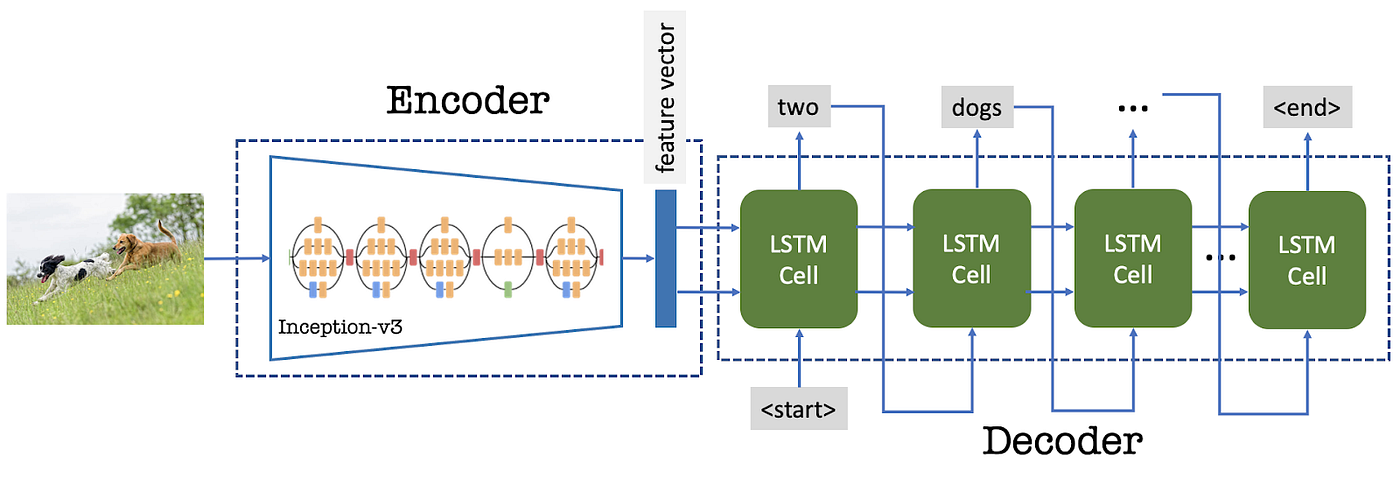 Encoder
feature vector
two
dogs
...
<end>
LSTM
Cell
LSTM
Cell
LSTM
Cell
...
LSTM
Cell
Inception-v3
<start>
Decoder